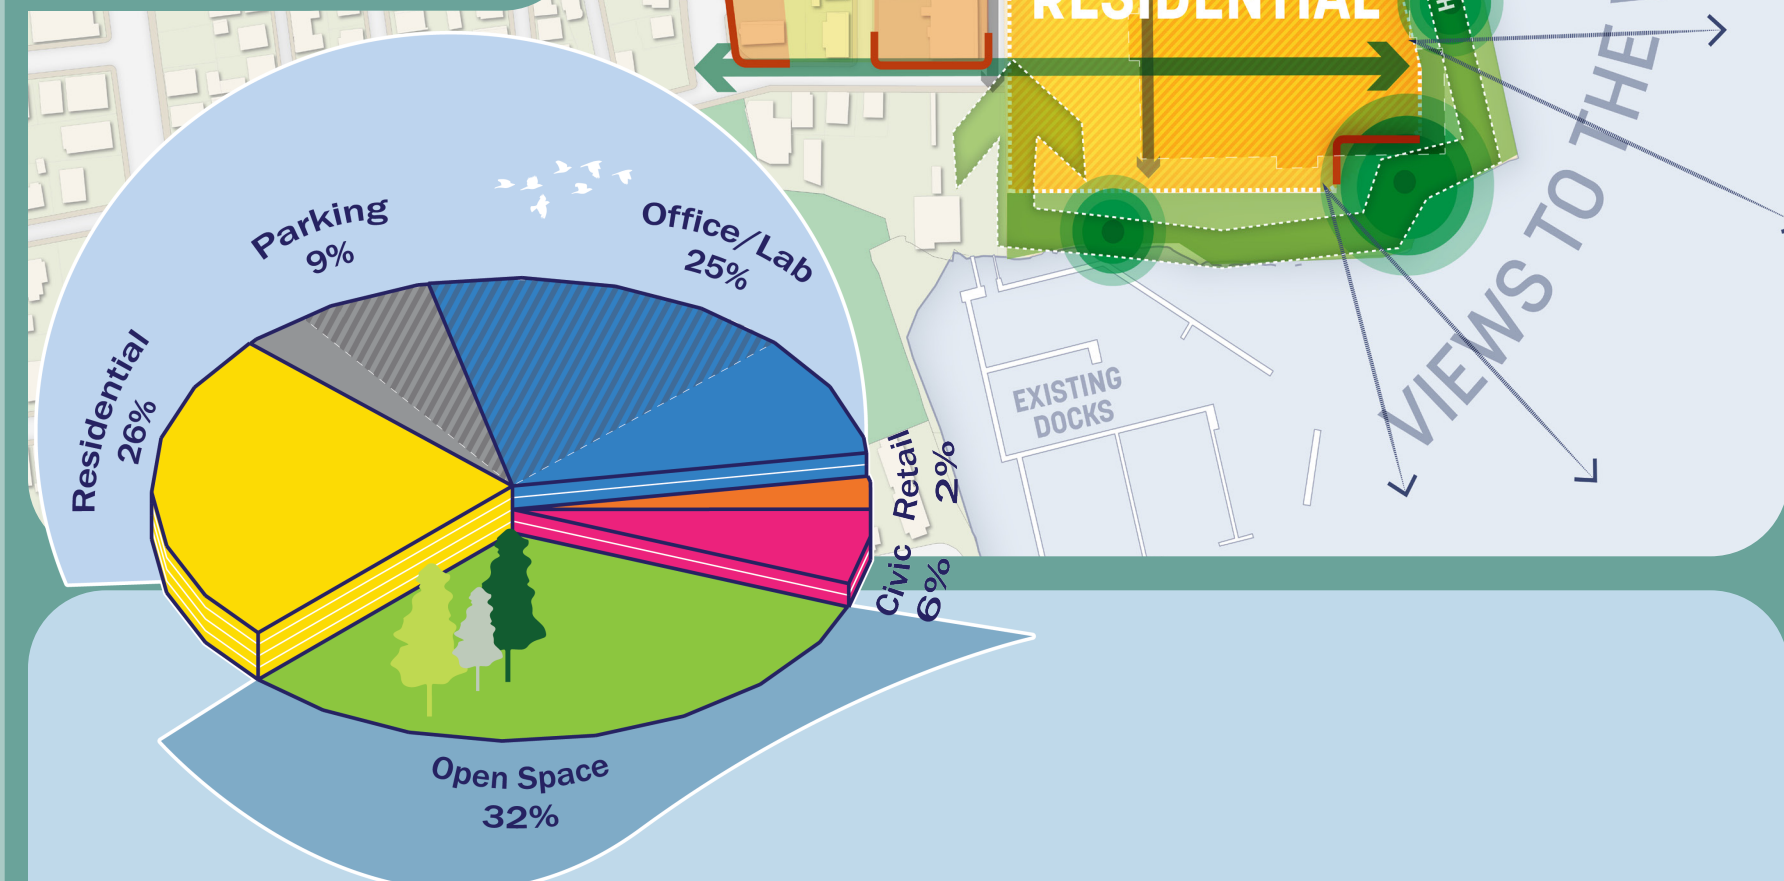 RESIDENTIAL
H
VIEWS TO THE
Parking
9%
Office/Lab
25%
Residential
26%
EXISTING
DOCKS
Retail
2%
Civic
6%
Open Space
32%